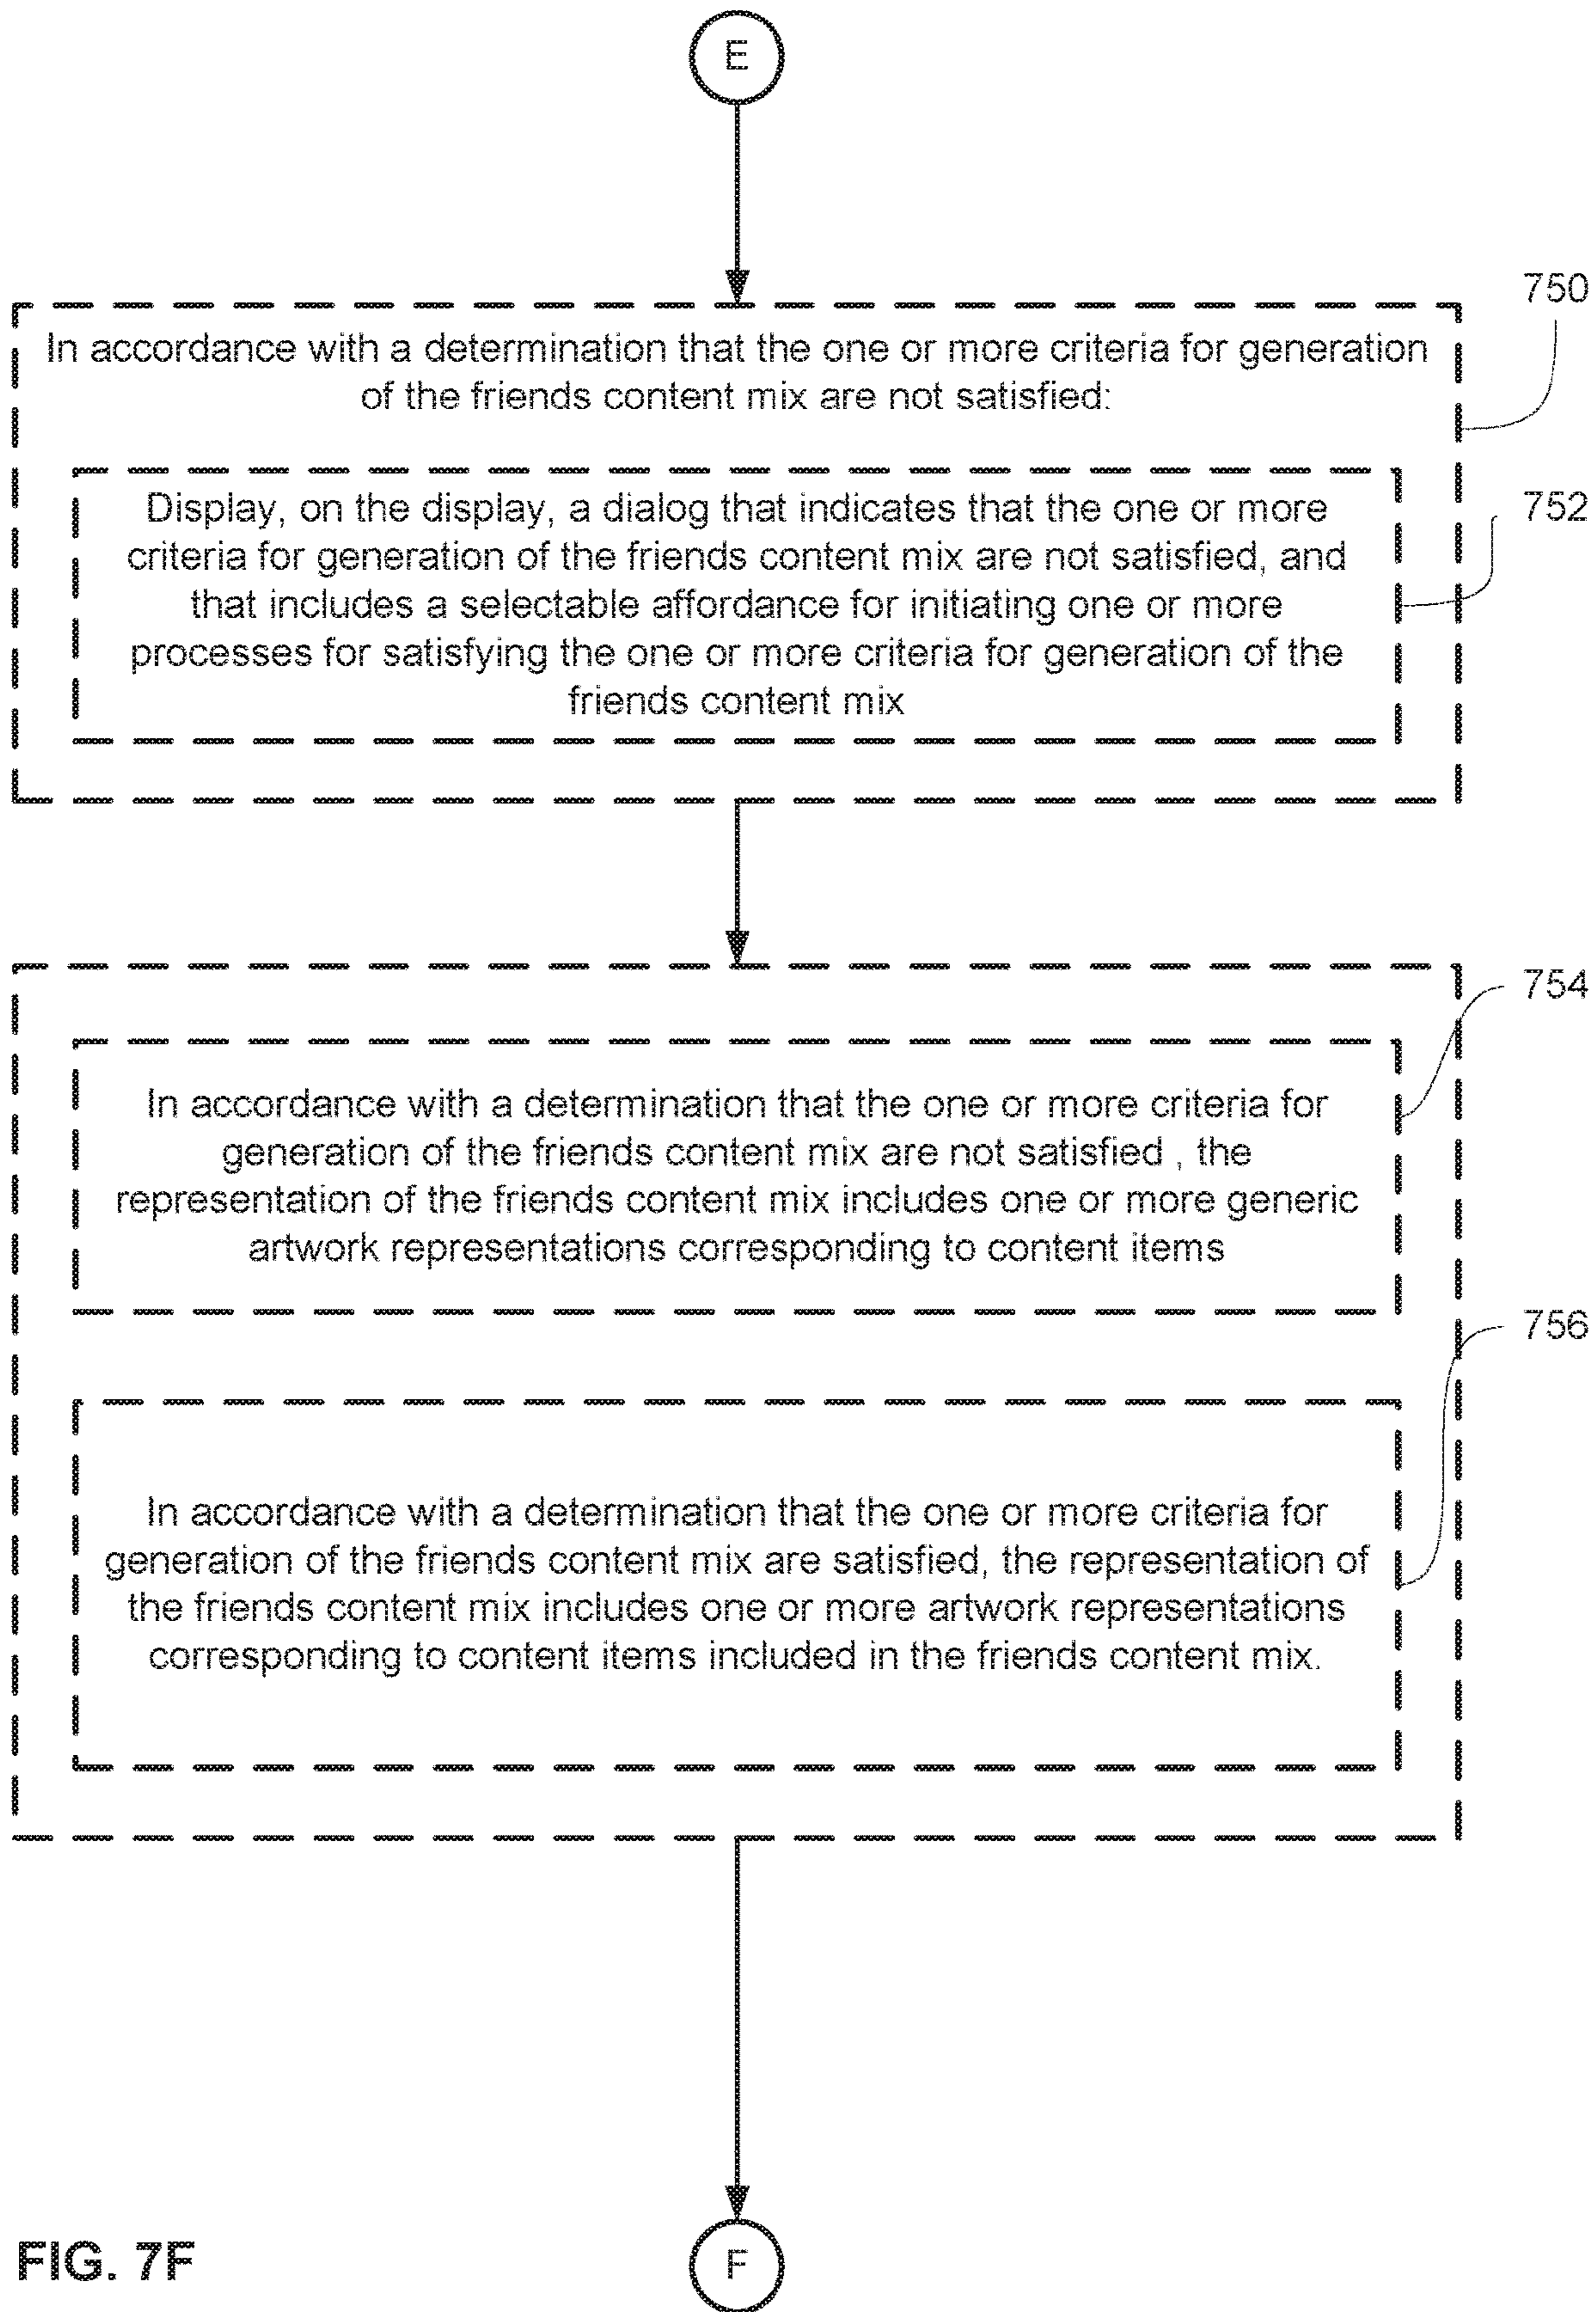 E
750
In accordance with a determination that the one or more criteria for generation
of the friends content mix are not satisfied:
752
Display, on the display, a dialog that indicates that the one or more
criteria for generation of the friends content mix are not satisfied, and
that includes a selectable affordance for initiating one or more
processes for satisfying the one or more criteria for generation of the
friends content mix
754
In accordance with a determination that the one or more criteria for
generation of the friends content mix are not satisfied , the
representation of the friends content mix includes one or more generic
artwork representations corresponding to content items
756
In accordance with a determination that the one or more criteria for
generation of the friends content mix are satisfied, the representation of
the friends content mix includes one or more artwork representations
corresponding to content items included in the friends content mix.
FIG. 7F
F